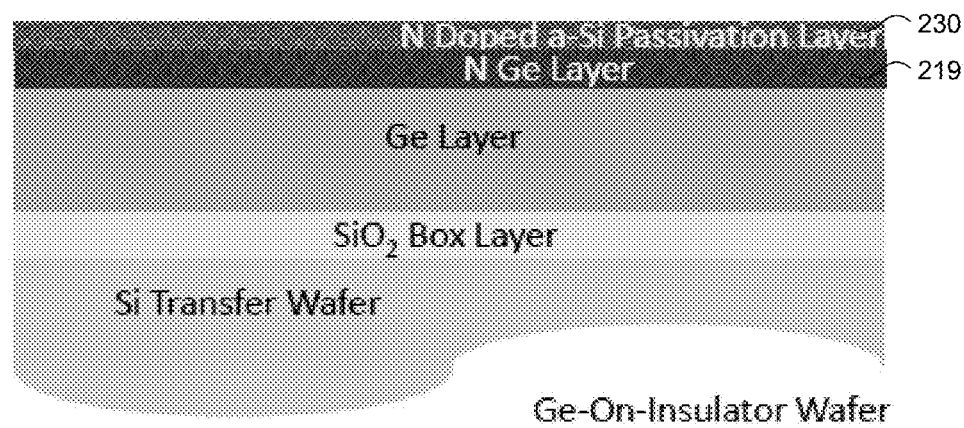 N Doped a-Si Passivation Layer 230
N Ge Layer 219
Ge Layer
SiO₂ Box Layer
Si Transfer Wafer
Ge-On-Insulator Wafer